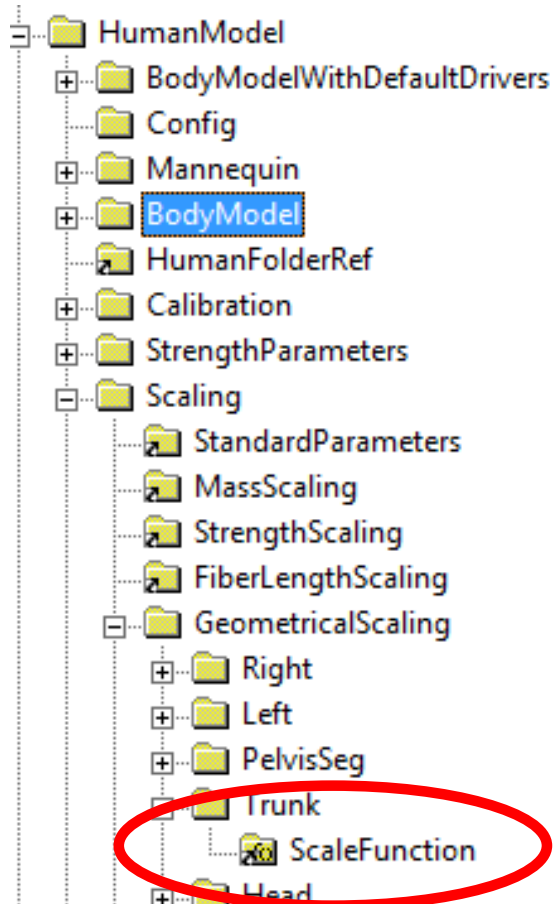 HumanModel
BodyModelWithDefaultDrivers
Config
Mannequin
BodyModel
HumanFolderRef
Calibration
StrengthParameters
Scaling
StandardParameters
MassScaling
StrengthScaling
FiberLengthScaling
GeometricalScaling
Right
Left
PelvisSeg
Trunk
ScaleFunction
Head